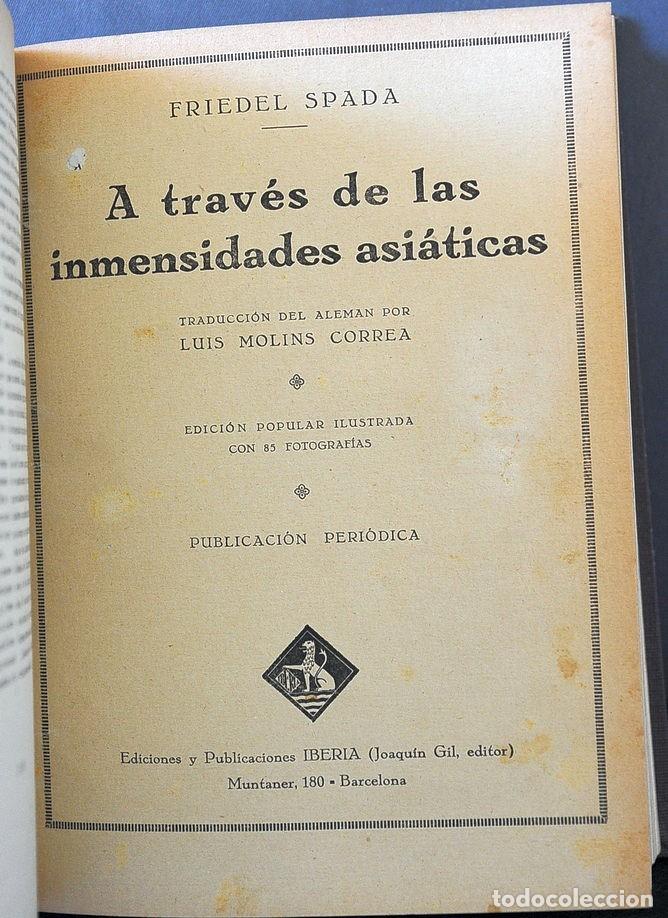 FRIEDEL SPADA
A través de las
inmensidades asiáticas
TRADUCCIÓN DEL ALEMAN POR
LUIS MOLINS CORREA
EDICIÓN POPULAR ILUSTRADA
CON 85 FOTOGRAFÍAS
PUBLICACIÓN PERIÓDICA
Ediciones y Publicaciones IBERIA (Joaquín Gil, editor)
Muntaner, 180 - Barcelona
todocoleccion